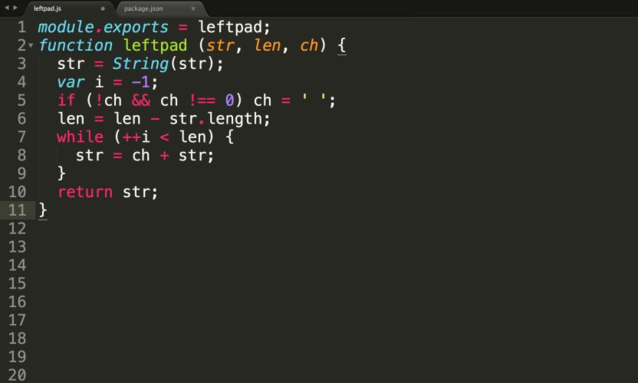 leftpad.js package.json
1 module.exports = leftpad;
2 function leftpad (str, len, ch) {
3 str = String(str);
4 var i = -1;
5 if (!ch && ch !== 0) ch = ' ';
6 len = len - str.length;
7 while (++i < len) {
8 str = ch + str;
9 }
10 return str;
11 }
12
13
14
15
16
17
18
19
20